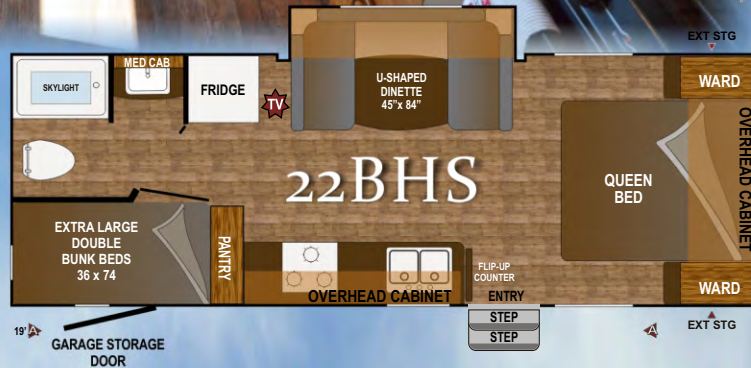 EXT STG
MED CAB
SKYLIGHT
FRIDGE
TV
U-SHAPED
DINETTE
45"x 84"
WARD
OVERHEAD CABINET
22BHS
QUEEN
BED
EXTRA LARGE
DOUBLE
BUNK BEDS
36 x 74
PANTRY
FLIP-UP
COUNTER
OVERHEAD CABINET
ENTRY
WARD
STEP
STEP
19' A
A
EXT STG
GARAGE STORAGE
DOOR